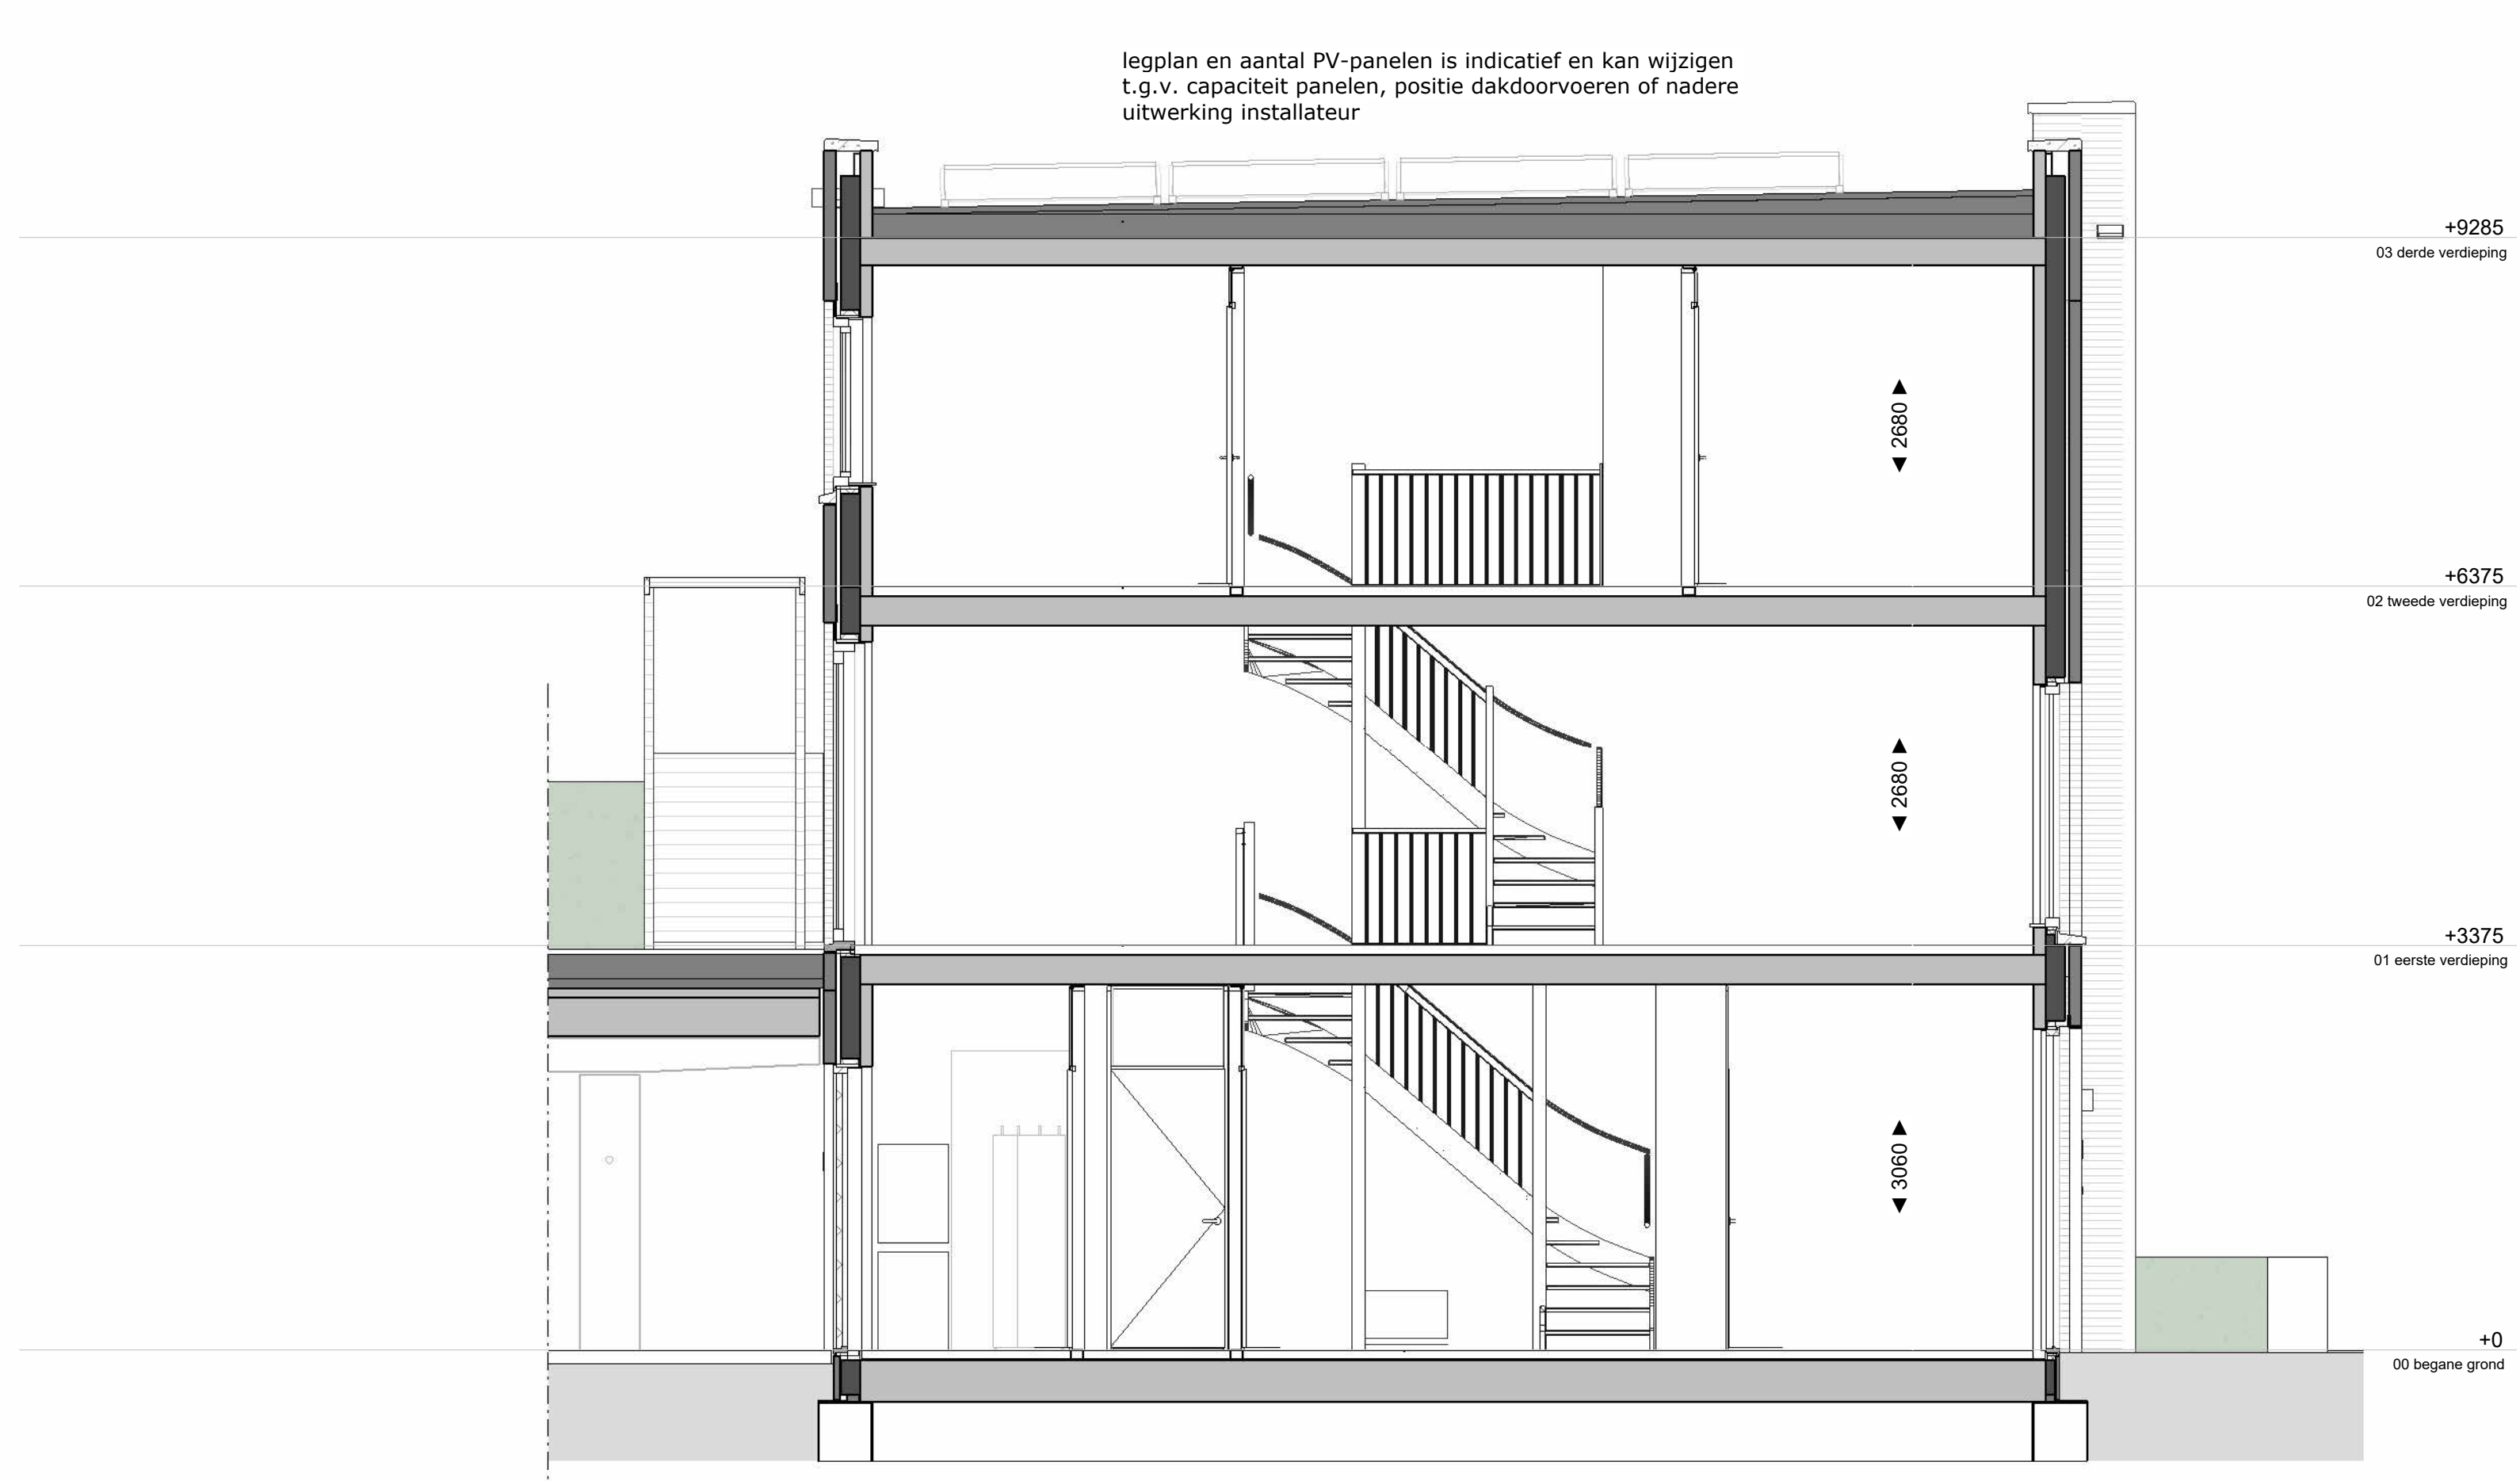 legplan en aantal PV-panelen is indicatief en kan wijzigen
t.g.v. capaciteit panelen, positie dakdoorvoeren of nadere
uitwerking installateur
+9285
03 derde verdieping
2680
+6375
02 tweede verdieping
2680
+3375
01 eerste verdieping
3060
+0
00 begane grond